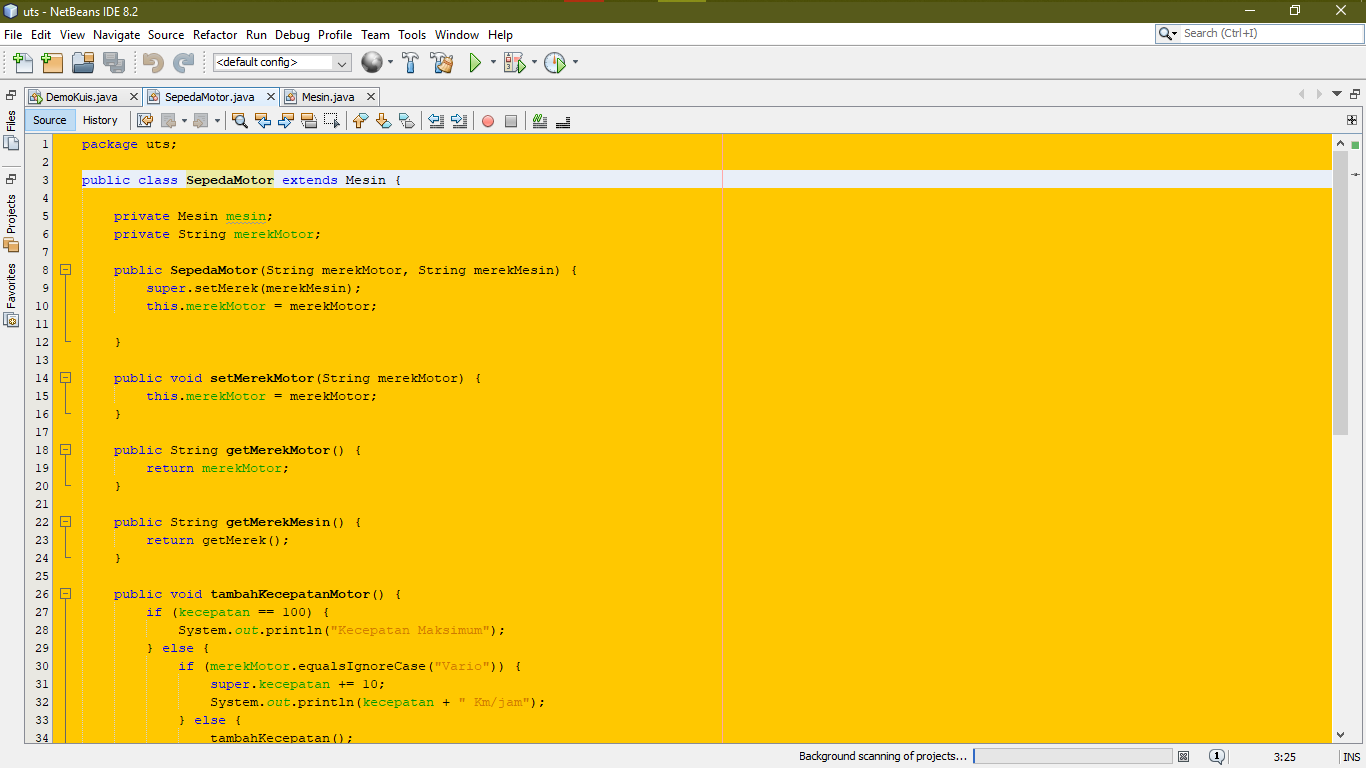 uts - NetBeans IDE 8.2
File Edit View Navigate Source Refactor Run Debug Profile Team Tools Window Help
Search (Ctrl+I)
<default config>
DemoKuis.java SepedaMotor.java Mesin.java
Source History
Files
Projects
Favorites
1 package uts;
2
3 public class SepedaMotor extends Mesin {
4
5 private Mesin mesin;
6 private String merekMotor;
7
8 public SepedaMotor(String merekMotor, String merekMesin) {
9 super.setMerek(merekMesin);
10 this.merekMotor = merekMotor;
11
12 }
13
14 public void setMerekMotor(String merekMotor) {
15 this.merekMotor = merekMotor;
16 }
17
18 public String getMerekMotor() {
19 return merekMotor;
20 }
21
22 public String getMerekMesin() {
23 return getMerek();
24 }
25
26 public void tambahKecepatanMotor() {
27 if (kecepatan == 100) {
28 System.out.println("Kecepatan Maksimum");
29 } else {
30 if (merekMotor.equalsIgnoreCase("Vario")) {
31 super.kecepatan += 10;
32 System.out.println(kecepatan + " Km/jam");
33 } else {
34 tambahKecepatan();
Background scanning of projects... 1 3:25 INS